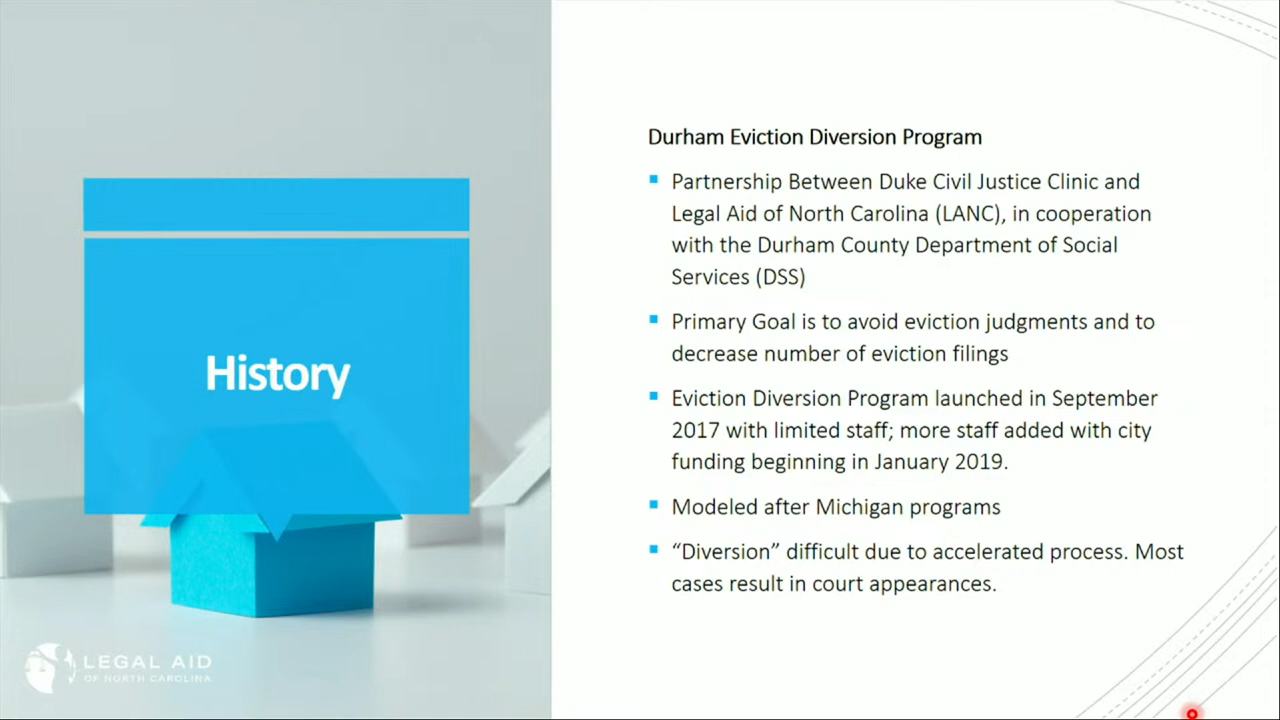 History
LEGAL AID
OF NORTH CAROLINA
Durham Eviction Diversion Program
Partnership Between Duke Civil Justice Clinic and
Legal Aid of North Carolina (LANC), in cooperation
with the Durham County Department of Social
Services (DSS)
Primary Goal is to avoid eviction judgments and to
decrease number of eviction filings
Eviction Diversion Program launched in September
2017 with limited staff; more staff added with city
funding beginning in January 2019.
Modeled after Michigan programs
“Diversion” difficult due to accelerated process. Most
cases result in court appearances.